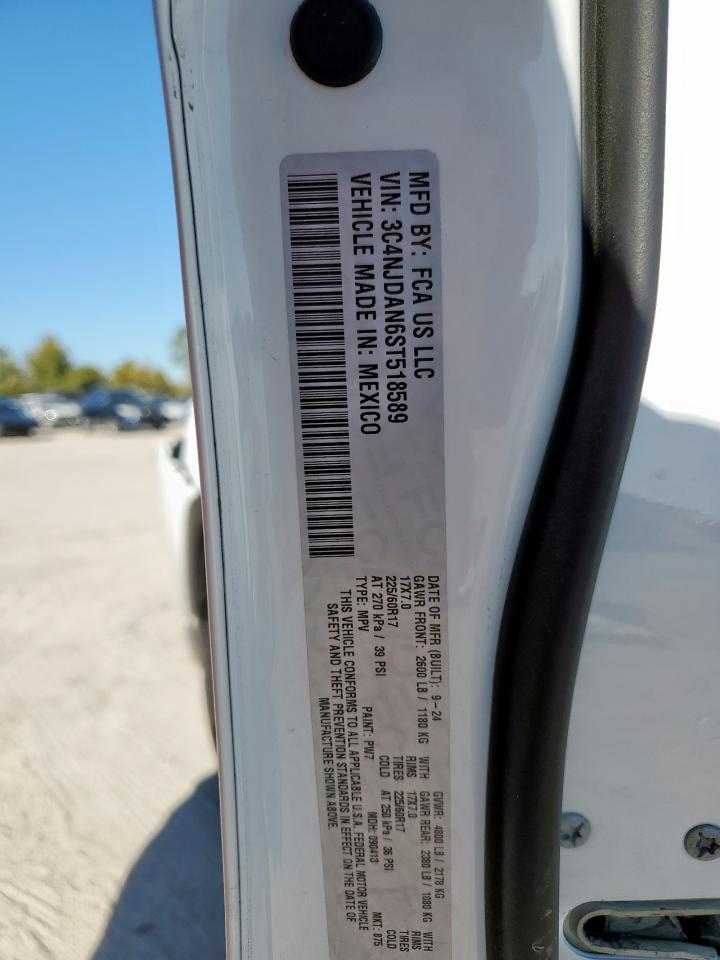 MFD BY: FCA US LLC
VIN: 3C4NJDAN6ST518589
VEHICLE MADE IN: MEXICO
DATE OF MFR (BUILT): 9-24 GVWR: 4800 LB / 2178 KG
GAWR FRONT: 2600 LB / 1180 KG WITH GAWR REAR: 2380 LB / 1080 KG WITH
17X7.0 RIMS 17X7.0 RIMS
225/60R17 TIRES 225/60R17 TIRES
AT 270 kPa / 39 PSI COLD AT 250 kPa / 36 PSI COLD
TYPE: MPV PAINT: PW7 MDH: 090413 MKT: 875
THIS VEHICLE CONFORMS TO ALL APPLICABLE U.S.A. FEDERAL MOTOR VEHICLE
SAFETY AND THEFT PREVENTION STANDARDS IN EFFECT ON THE DATE OF
MANUFACTURE SHOWN ABOVE.